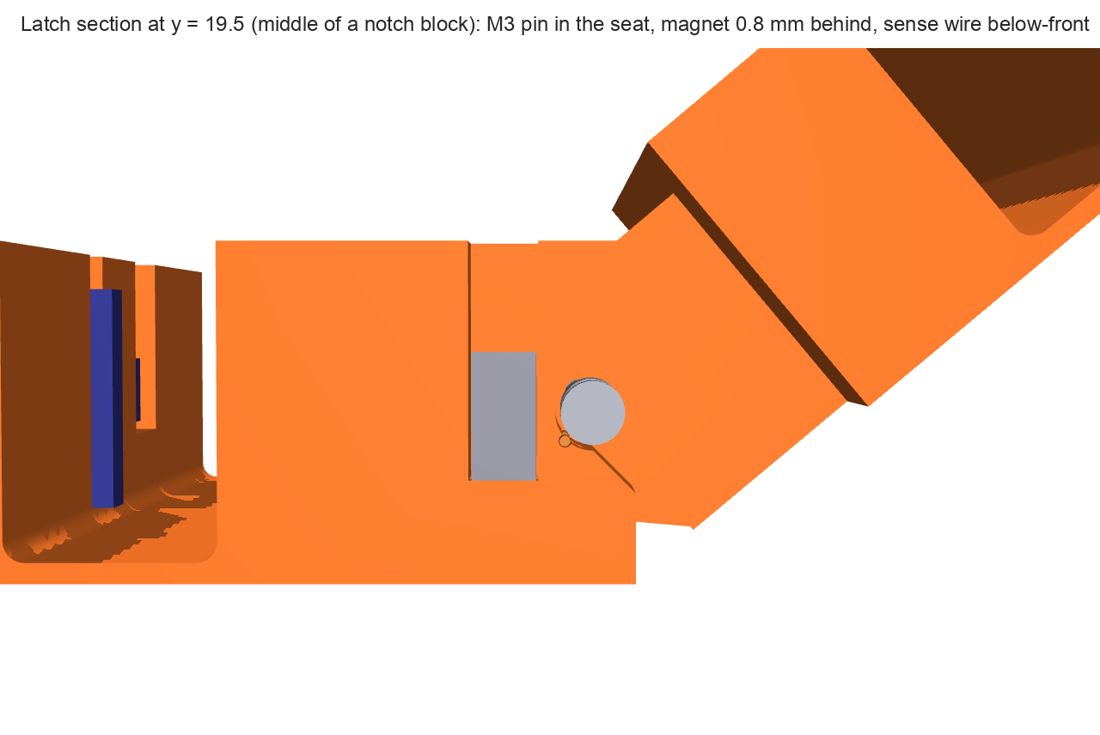 Latch section at y = 19.5 (middle of a notch block): M3 pin in the seat, magnet 0.8 mm behind, sense wire below-front